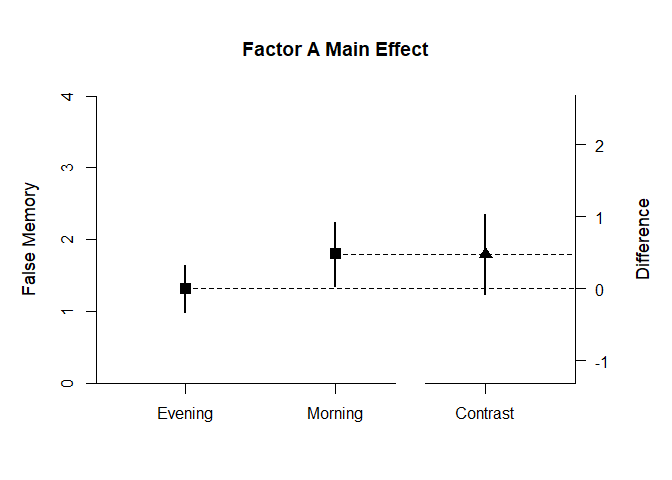 Factor A Main Effect
False Memory
4
3
2
1
0
2
1
0
-1
Difference
Evening
Morning
Contrast